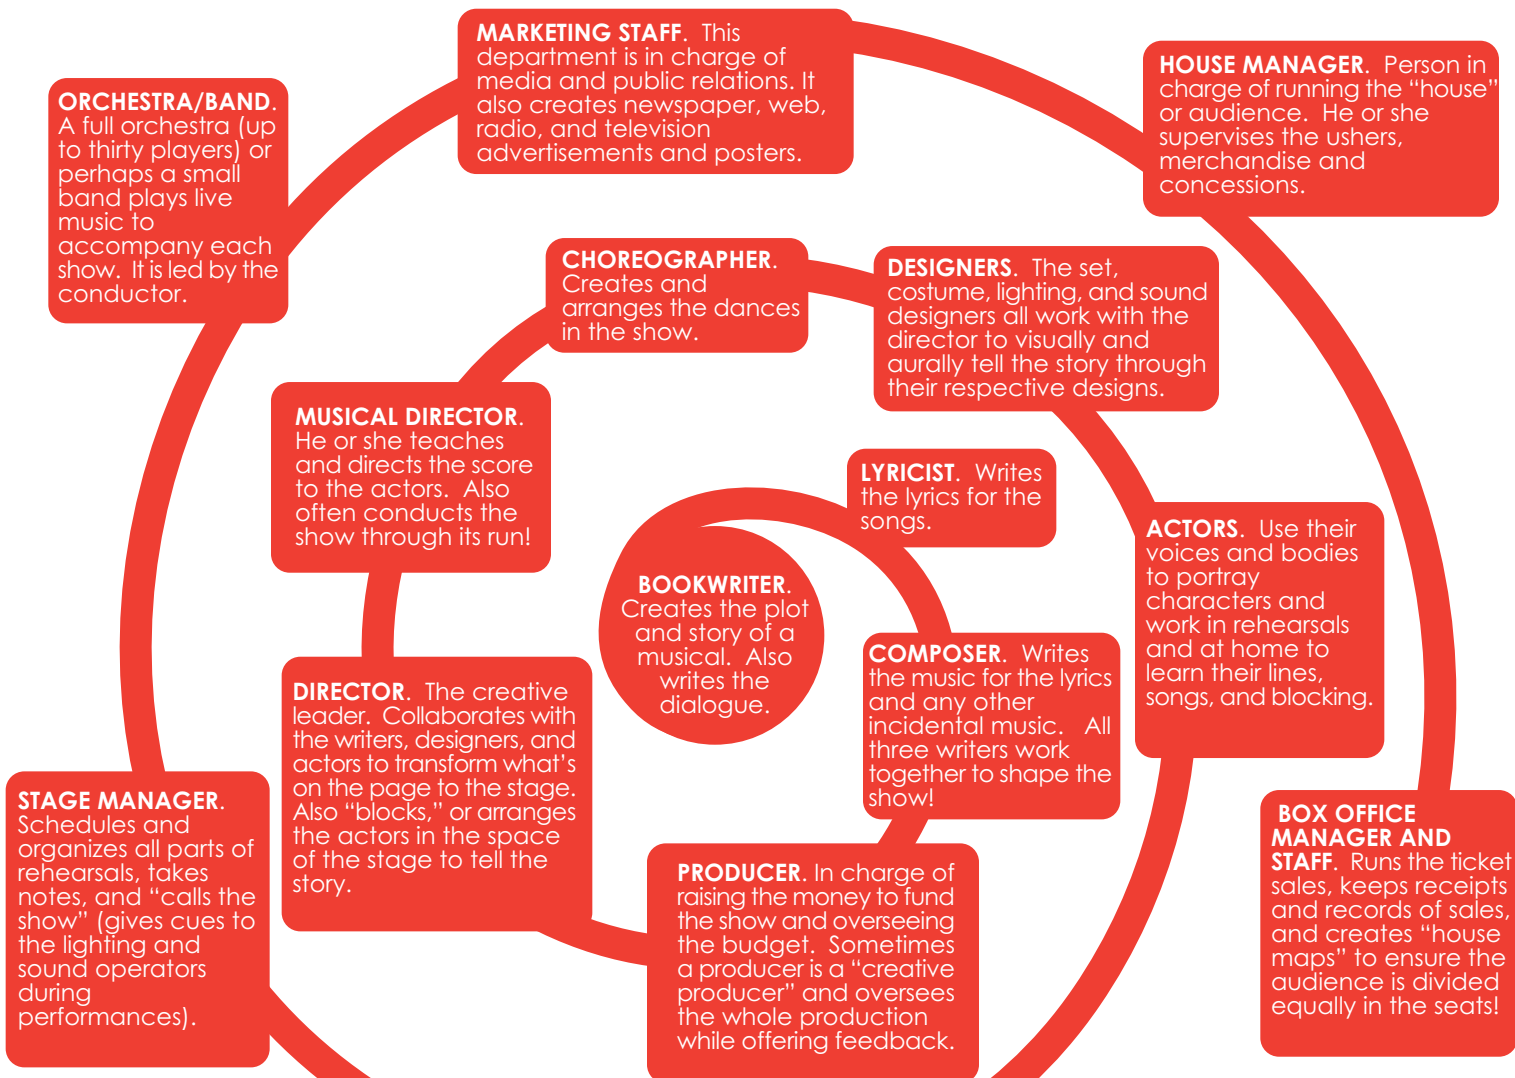 MARKETING STAFF. This
department is in charge of
media and public relations. It
also creates newspaper, web,
radio, and television
advertisements and posters.
HOUSE MANAGER. Person in
charge of running the “house”
or audience. He or she
supervises the ushers,
merchandise and
concessions.
ORCHESTRA/BAND.
A full orchestra (up
to thirty players) or
perhaps a small
band plays live
music to
accompany each
show. It is led by the
conductor.
CHOREOGRAPHER.
Creates and
arranges the dances
in the show.
DESIGNERS. The set,
costume, lighting, and sound
designers all work with the
director to visually and
aurally tell the story through
their respective designs.
MUSICAL DIRECTOR.
He or she teaches
and directs the score
to the actors. Also
often conducts the
show through its run!
LYRICIST. Writes
the lyrics for the
songs.
ACTORS. Use their
voices and bodies
to portray
characters and
work in rehearsals
and at home to
learn their lines,
songs, and blocking.
BOOKWRITER.
Creates the plot
and story of a
musical. Also
writes the
dialogue.
COMPOSER. Writes
the music for the lyrics
and any other
incidental music. All
three writers work
together to shape the
show!
DIRECTOR. The creative
leader. Collaborates with
the writers, designers, and
actors to transform what’s
on the page to the stage.
Also “blocks,” or arranges
the actors in the space
of the stage to tell the
story.
STAGE MANAGER.
Schedules and
organizes all parts of
rehearsals, takes
notes, and “calls the
show” (gives cues to
the lighting and
sound operators
during
performances).
PRODUCER. In charge of
raising the money to fund
the show and overseeing
the budget. Sometimes
a producer is a “creative
producer” and oversees
the whole production
while offering feedback.
BOX OFFICE
MANAGER AND
STAFF. Runs the ticket
sales, keeps receipts
and records of sales,
and creates “house
maps” to ensure the
audience is divided
equally in the seats!